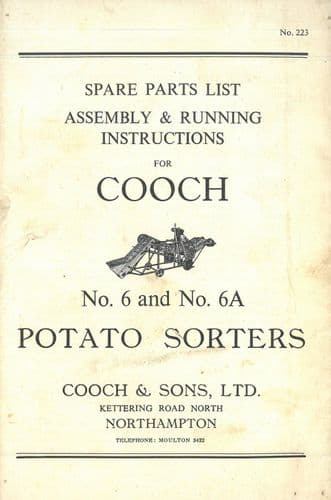 No. 223
SPARE PARTS LIST
ASSEMBLY & RUNNING
INSTRUCTIONS
FOR
COOCH
No. 6 and No. 6A
POTATO SORTERS
COOCH & SONS, LTD.
KETTERING ROAD NORTH
NORTHAMPTON
TELEPHONE: MOULTON 3422